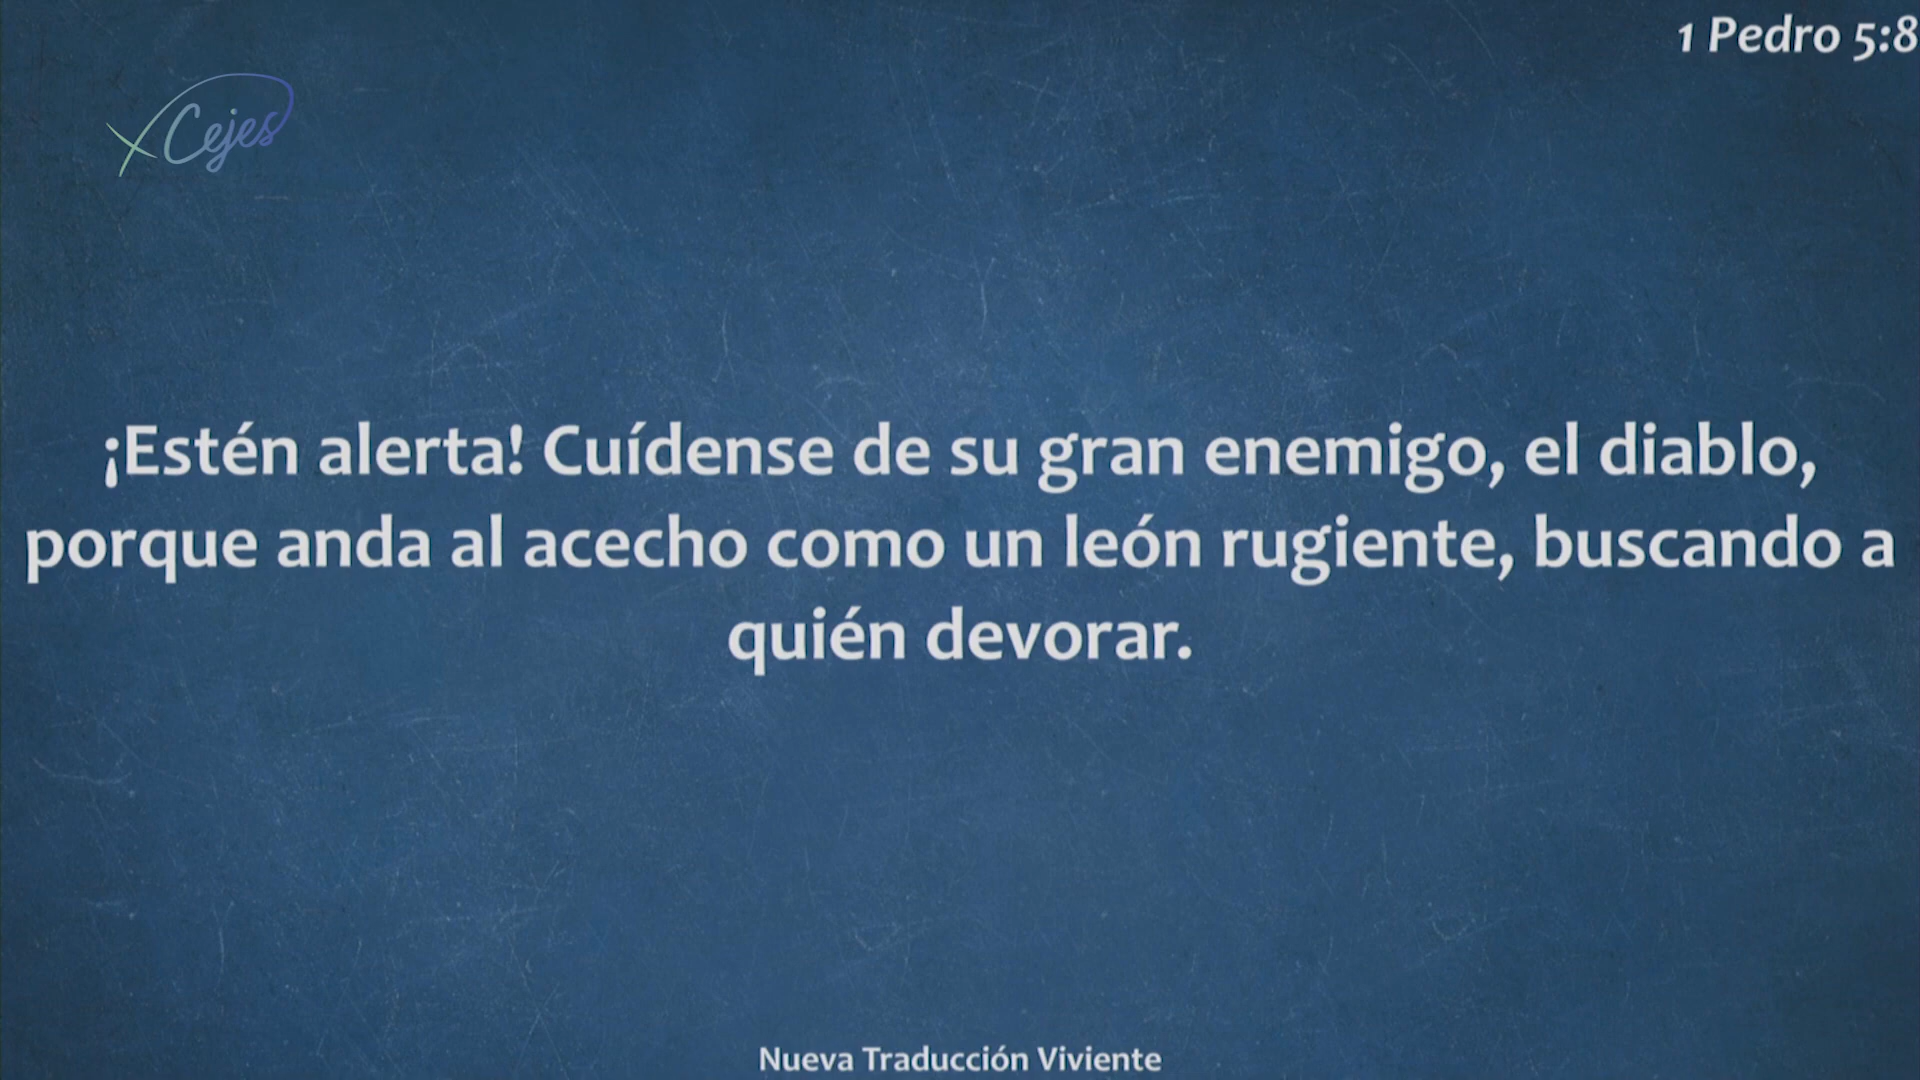 1 Pedro 5:8
Cejes
¡Estén alerta! Cuídense de su gran enemigo, el diablo,
porque anda al acecho como un león rugiente, buscando a
quién devorar.
Nueva Traducción Viviente